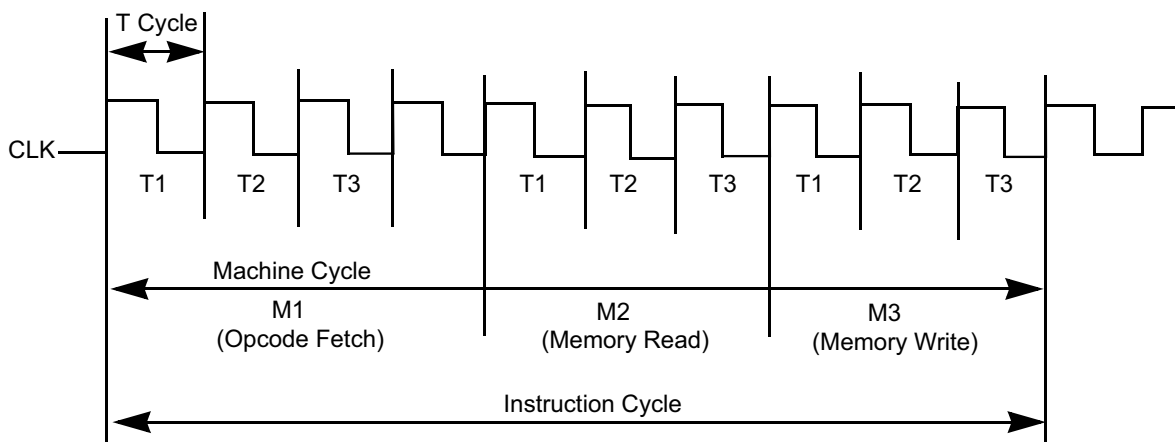 T Cycle
CLK
T1 T2 T3 T1 T2 T3 T1 T2 T3
Machine Cycle
M1 M2 M3
(Opcode Fetch) (Memory Read) (Memory Write)
Instruction Cycle